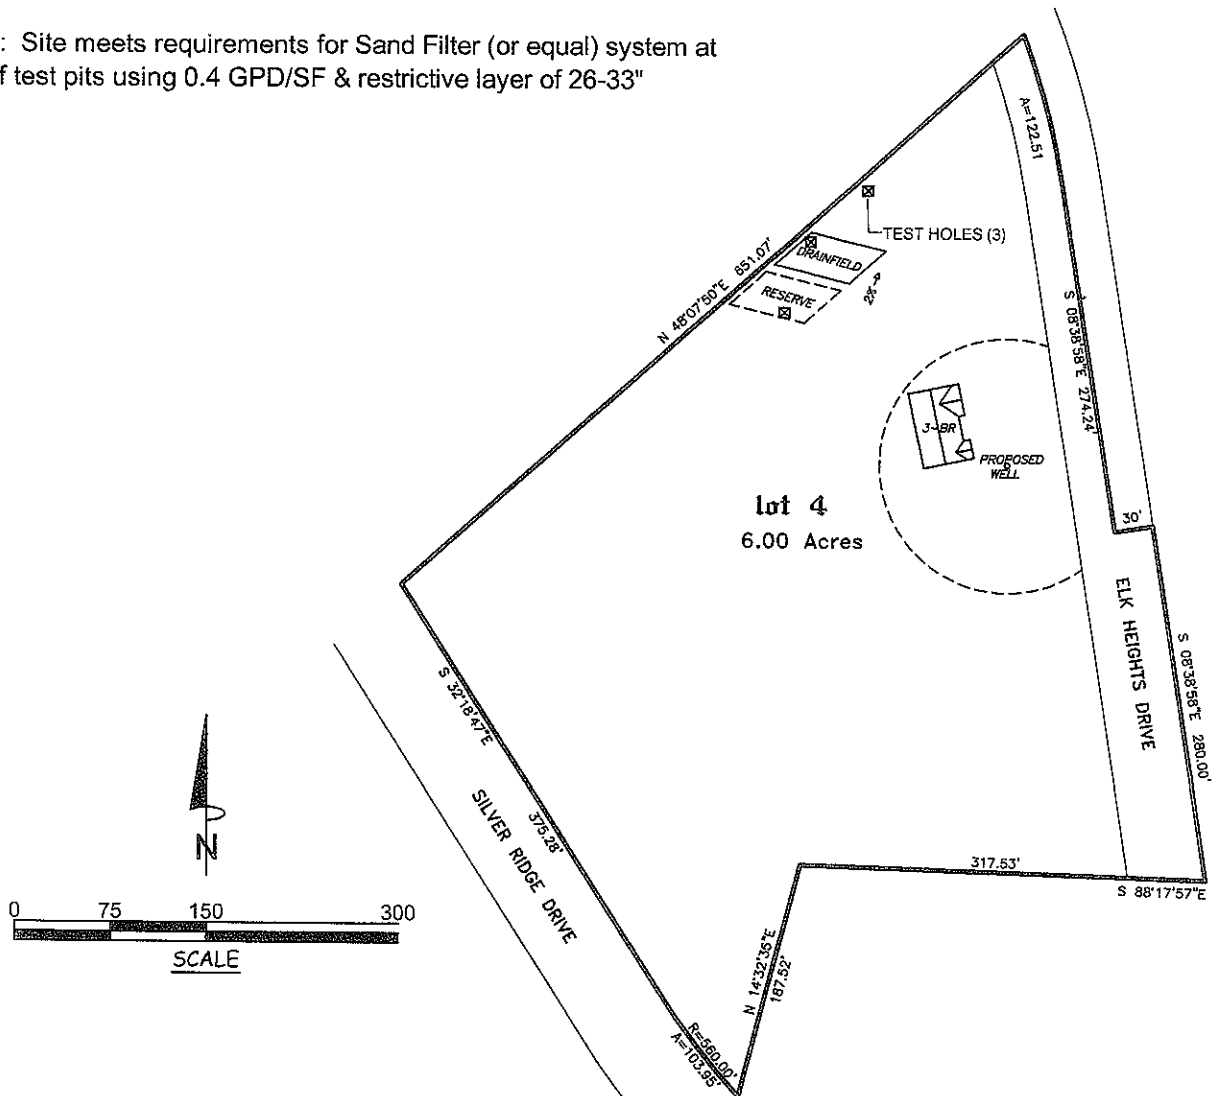 : Site meets requirements for Sand Filter (or equal) system at
f test pits using 0.4 GPD/SF & restrictive layer of 26-33"
A=122.51
TEST HOLES (3)
DRAINFIELD
RESERVE
2%
N 48°07'50"E 651.07'
S 08°38'58"E 274.24'
3-BR
PROPOSED
WELL
lot 4
6.00 Acres
30'
ELK HEIGHTS DRIVE
S 08°38'58"E 280.00'
S 32°18'47"E
375.28'
SILVER RIDGE DRIVE
317.53'
S 88°17'57"E
N 14°32'35"E
187.52'
R=560.00'
A=103.95'
N
0 75 150 300
SCALE